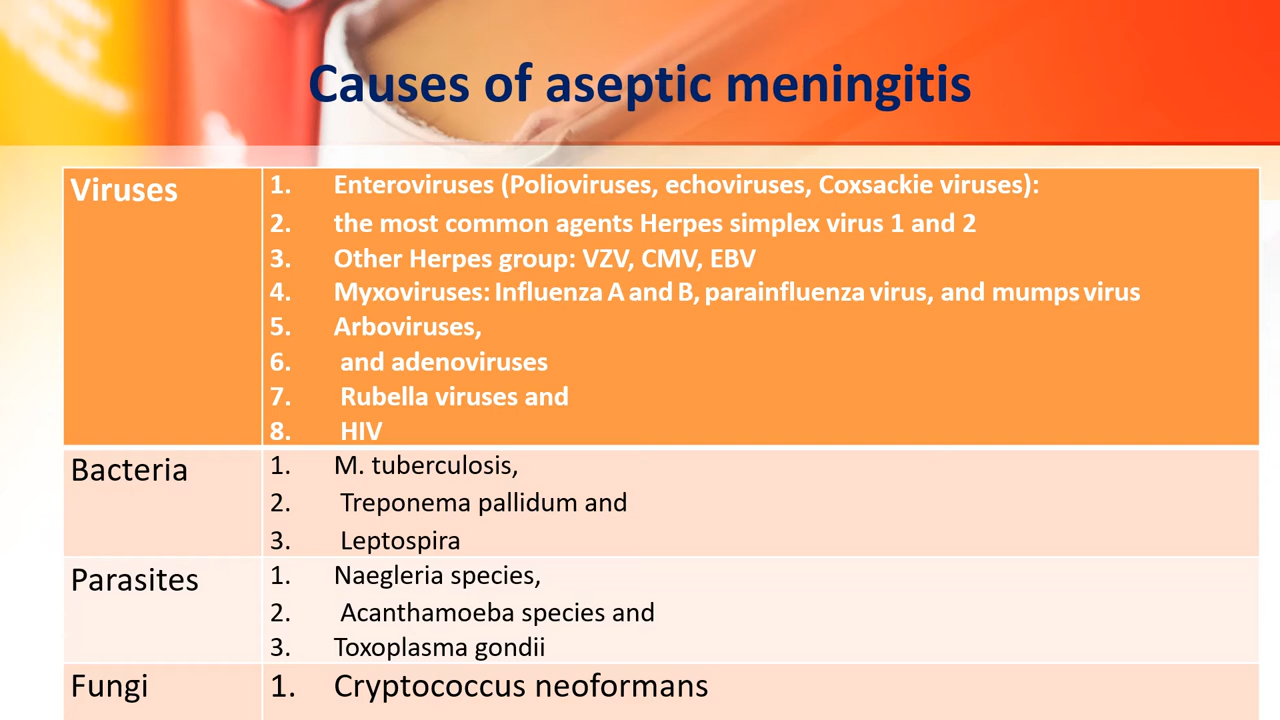 Causes of aseptic meningitis
Viruses
1. Enteroviruses (Polioviruses, echoviruses, Coxsackie viruses):
2. the most common agents Herpes simplex virus 1 and 2
3. Other Herpes group: VZV, CMV, EBV
4. Myxoviruses: Influenza A and B, parainfluenza virus, and mumps virus
5. Arboviruses,
6. and adenoviruses
7. Rubella viruses and
8. HIV
Bacteria
1. M. tuberculosis,
2. Treponema pallidum and
3. Leptospira
Parasites
1. Naegleria species,
2. Acanthamoeba species and
3. Toxoplasma gondii
Fungi
1. Cryptococcus neoformans